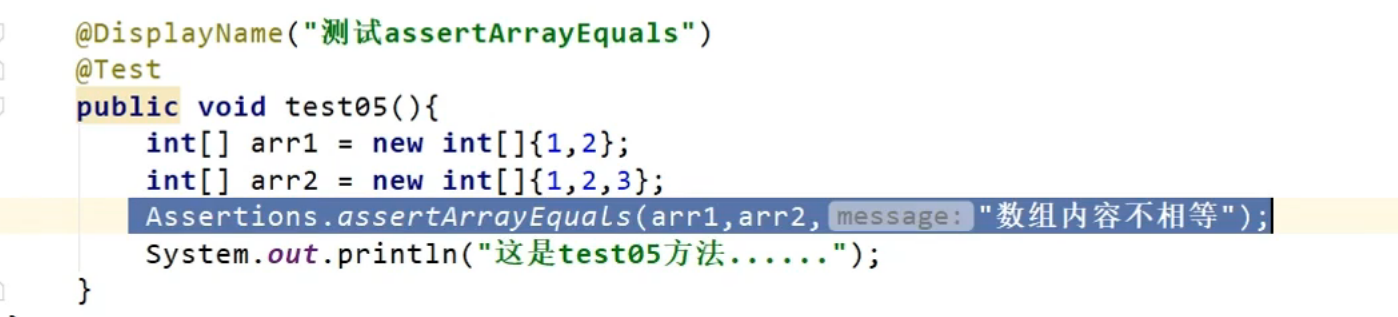 @DisplayName("测试assertArrayEquals")
@Test
public void test05(){
int[] arr1 = new int[]{1,2};
int[] arr2 = new int[]{1,2,3};
Assertions.assertArrayEquals(arr1,arr2, message: "数组内容不相等");
System.out.println("这是test05方法......");
}